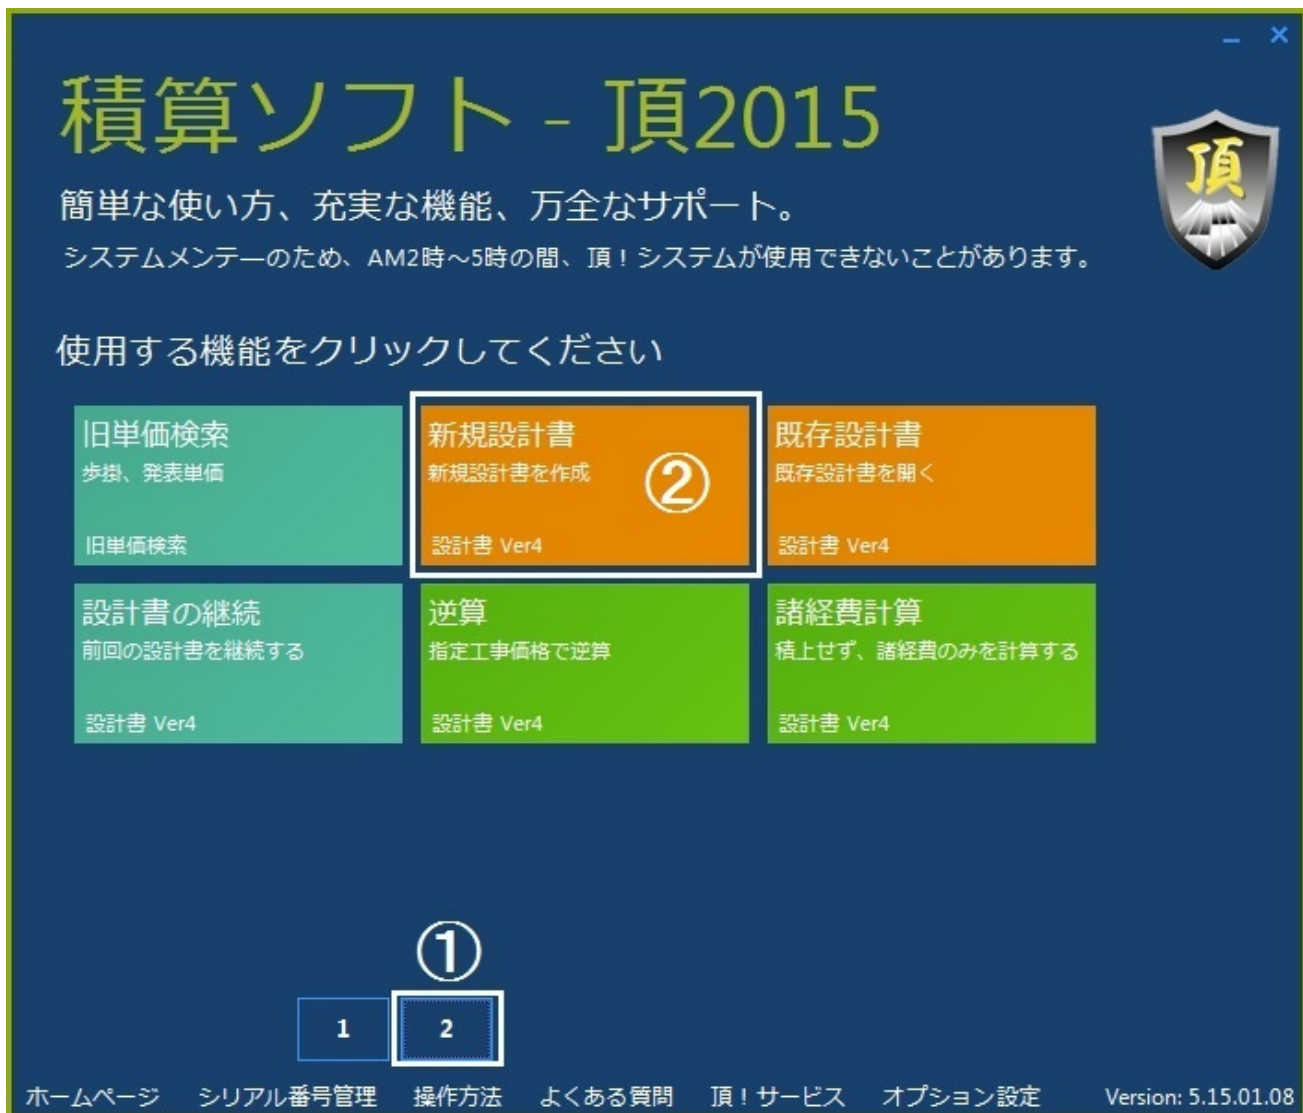 積算ソフト - 頂2015
頂
簡単な使い方、充実な機能、万全なサポート。
システムメンテーのため、AM2時～5時の間、頂！システムが使用できないことがあります。
使用する機能をクリックしてください
旧単価検索
歩掛、発表単価
旧単価検索
新規設計書
新規設計書を作成
②
設計書 Ver4
既存設計書
既存設計書を開く
設計書 Ver4
設計書の継続
前回の設計書を継続する
設計書 Ver4
逆算
指定工事価格で逆算
設計書 Ver4
諸経費計算
積上せず、諸経費のみを計算する
設計書 Ver4
①
1 2
ホームページ シリアル番号管理 操作方法 よくある質問 頂！サービス オプション設定 Version: 5.15.01.08